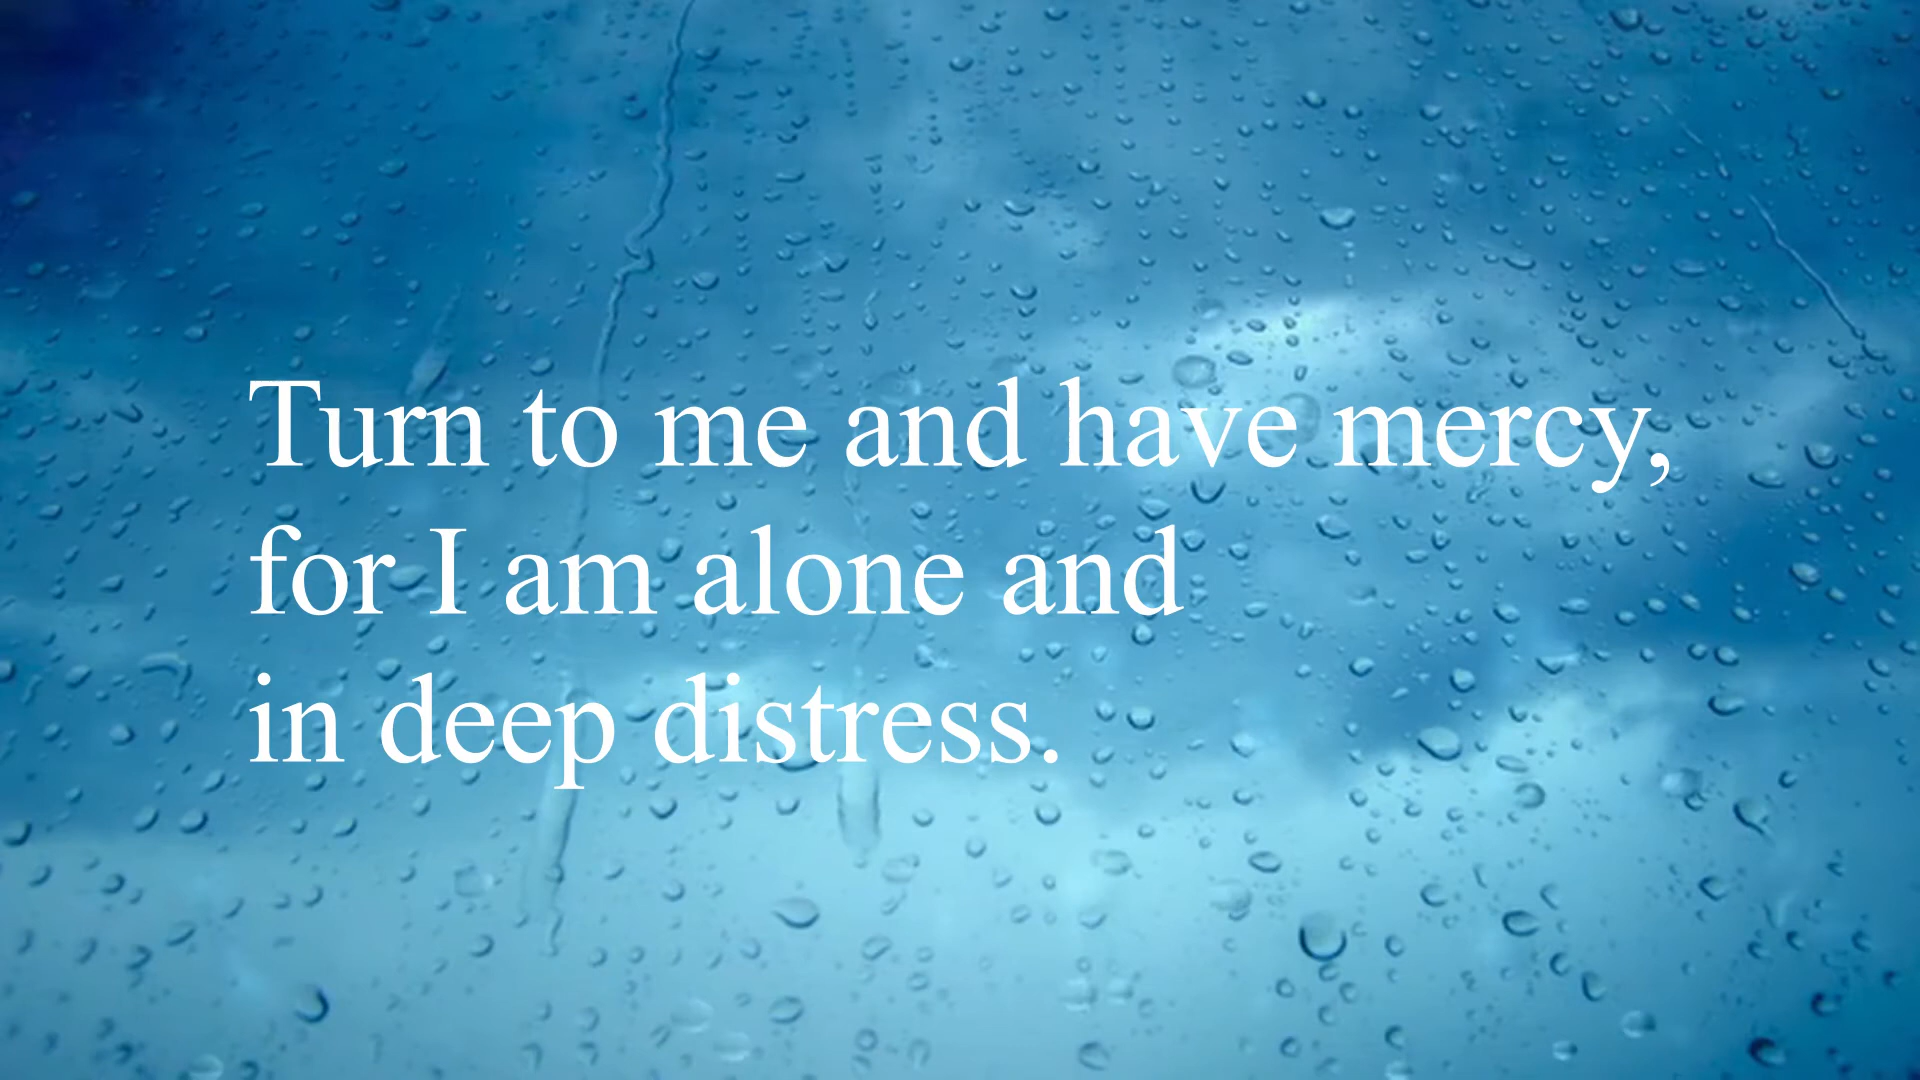 Turn to me and have mercy,
for I am alone and
in deep distress.